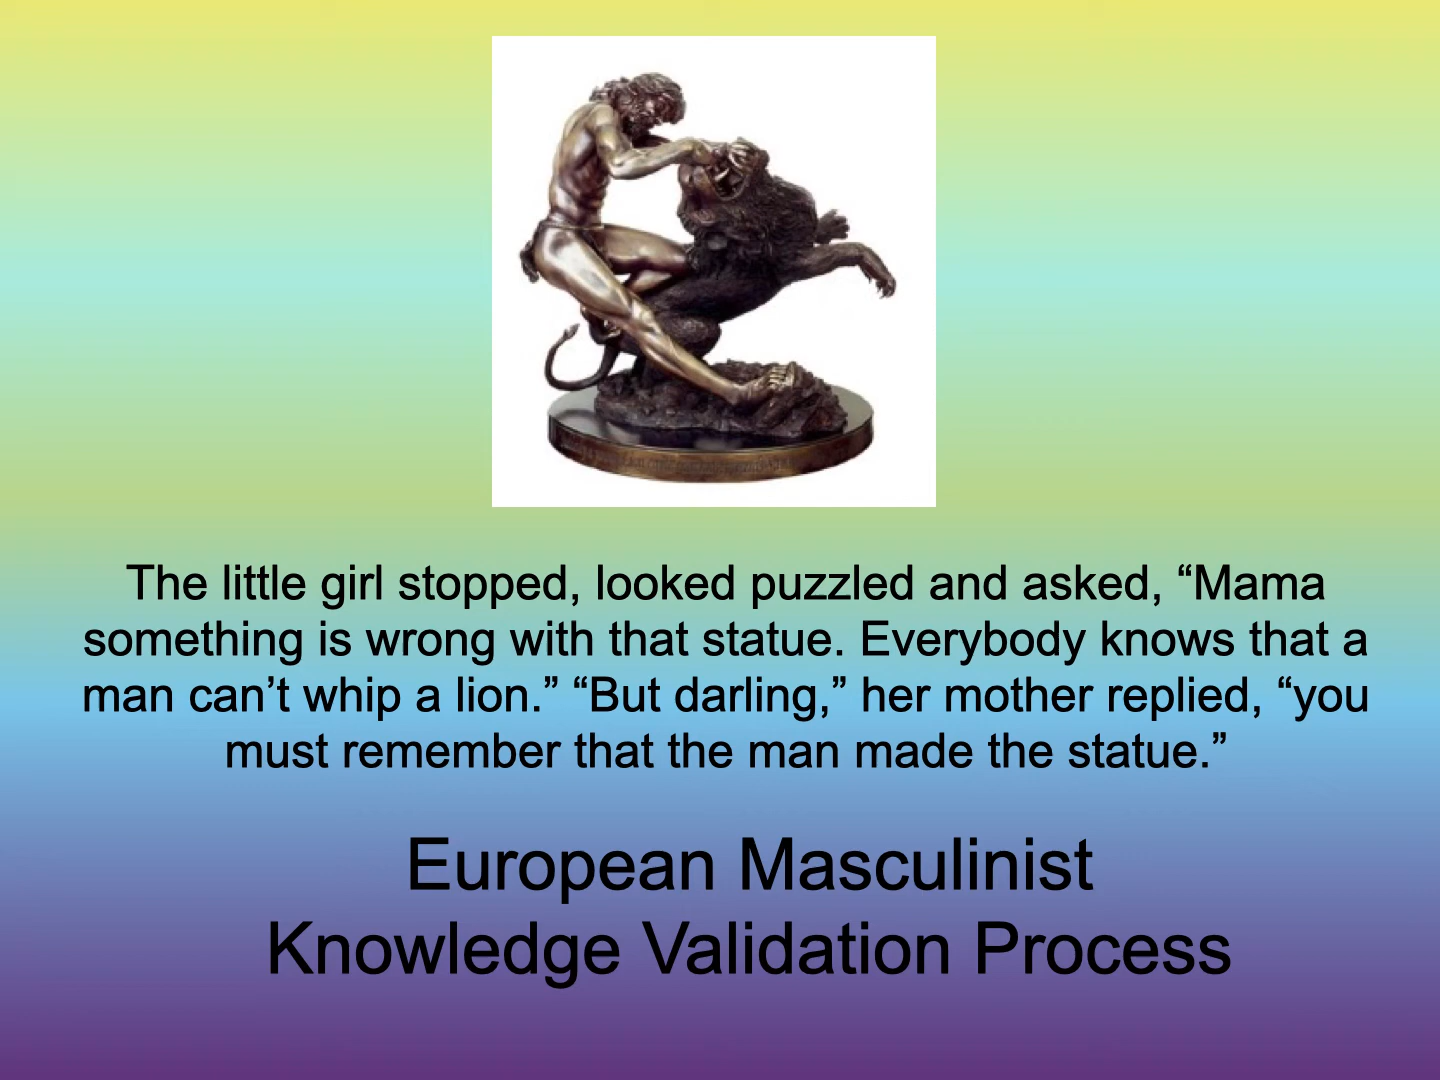 The little girl stopped, looked puzzled and asked, “Mama
something is wrong with that statue. Everybody knows that a
man can’t whip a lion.” “But darling,” her mother replied, “you
must remember that the man made the statue.”
European Masculinist
Knowledge Validation Process